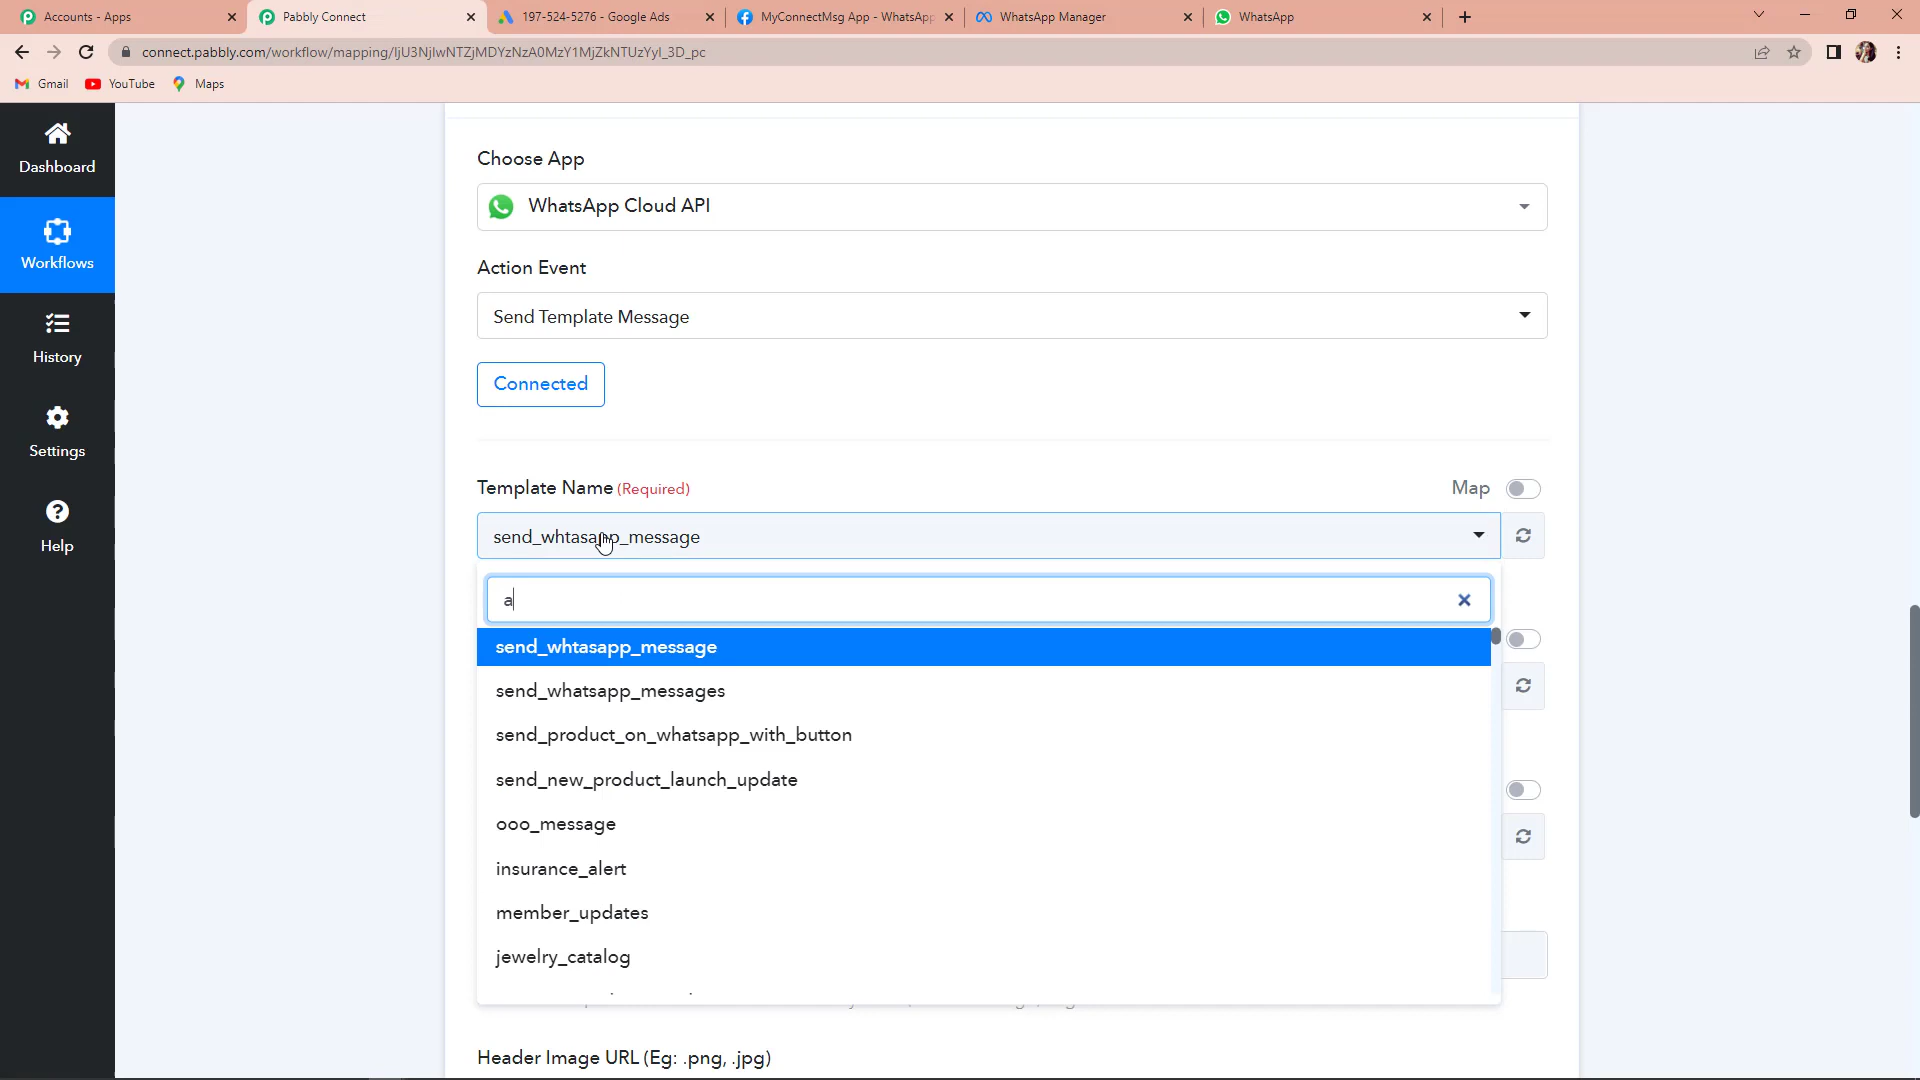 Accounts - Apps
Pabbly Connect
197-524-5276 - Google Ads
MyConnectMsg App - WhatsApp
WhatsApp Manager
WhatsApp
connect.pabbly.com/workflow/mapping/IjU3NjIwNTZjMDYzNzA0MzY1MjZkNTUzYyI_3D_pc
Gmail
YouTube
Maps
Dashboard
Workflows
History
Settings
Help
Choose App
WhatsApp Cloud API
Action Event
Send Template Message
Connected
Template Name (Required)
Map
send_whtasapp_message
a
send_whtasapp_message
send_whatsapp_messages
send_product_on_whatsapp_with_button
send_new_product_launch_update
ooo_message
insurance_alert
member_updates
jewelry_catalog
Header Image URL (Eg: .png, .jpg)